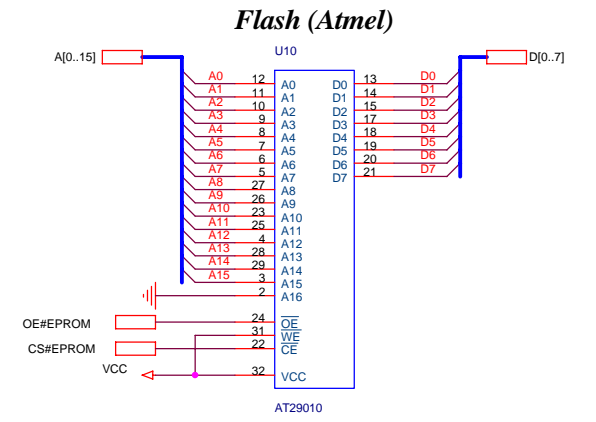 Flash (Atmel)
U10
A[0..15] D[0..7]
A0 12 A0 D0 13 D0
A1 11 A1 D1 14 D1
A2 10 A2 D2 15 D2
A3 9 A3 D3 17 D3
A4 8 A4 D4 18 D4
A5 7 A5 D5 19 D5
A6 6 A6 D6 20 D6
A7 5 A7 D7 21 D7
A8 27 A8
A9 26 A9
A10 23 A10
A11 25 A11
A12 4 A12
A13 28 A13
A14 29 A14
A15 3 A15
2 A16
OE#EPROM 24 OE
31 WE
CS#EPROM 22 CE
VCC 32 VCC
AT29010